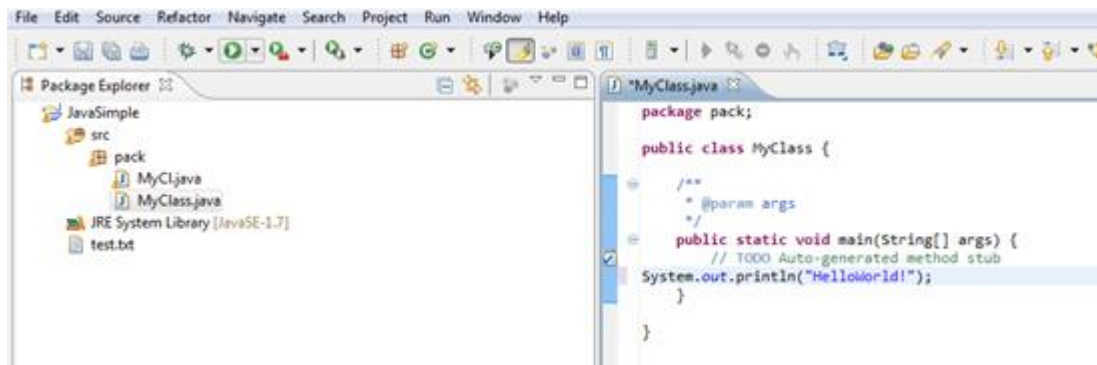 File Edit Source Refactor Navigate Search Project Run Window Help
Package Explorer
JavaSimple
src
pack
MyCl.java
MyClass.java
JRE System Library [JavaSE-1.7]
test.txt
*MyClass.java
package pack;
public class MyClass {
/**
* @param args
*/
public static void main(String[] args) {
// TODO Auto-generated method stub
System.out.println("HelloWorld!");
}
}